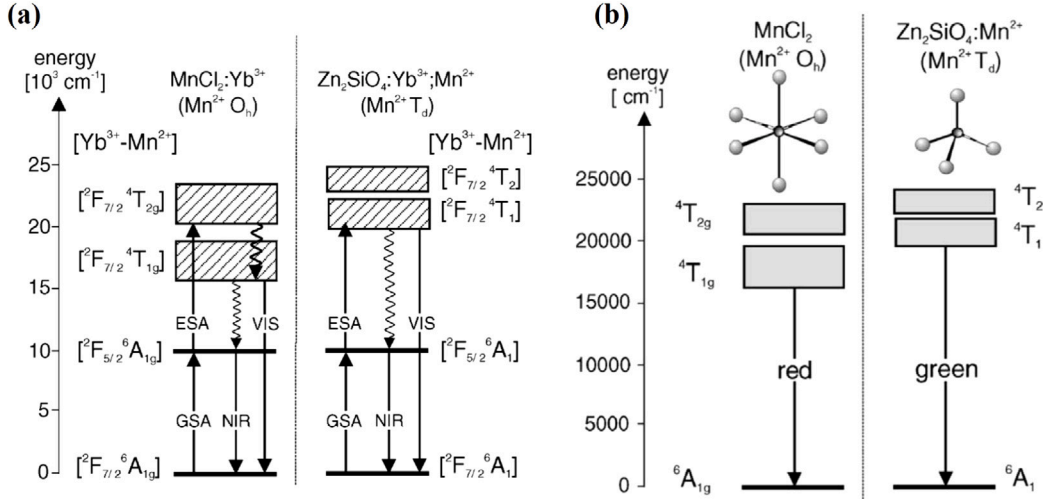 (a)
energy
[10³ cm⁻¹]
MnCl₂:Yb³⁺
(Mn²⁺ Oₕ)
Zn₂SiO₄:Yb³⁺;Mn²⁺
(Mn²⁺ T_d)
[Yb³⁺-Mn²⁺]
[Yb³⁺-Mn²⁺]
25
20
15
10
5
0
[²F₇/₂ ⁴T₂g]
[²F₇/₂ ⁴T₁g]
[²F₅/₂ ⁶A₁g]
[²F₇/₂ ⁶A₁g]
ESA
VIS
GSA
NIR
ESA
VIS
GSA
NIR
[²F₇/₂ ⁴T₂]
[²F₇/₂ ⁴T₁]
[²F₅/₂ ⁶A₁]
[²F₇/₂ ⁶A₁]
(b)
energy
[ cm⁻¹]
MnCl₂
(Mn²⁺ Oₕ)
Zn₂SiO₄:Mn²⁺
(Mn²⁺ T_d)
25000
20000
15000
10000
5000
0
⁴T₂g
⁴T₁g
⁶A₁g
red
green
⁴T₂
⁴T₁
⁶A₁